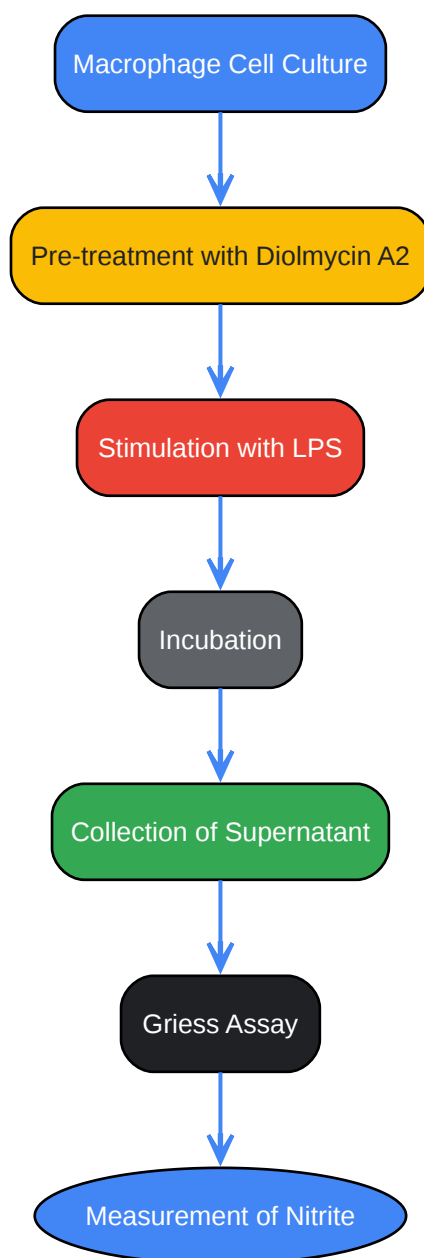 Macrophage Cell Culture
Pre-treatment with Diolmycin A2
Stimulation with LPS
Incubation
Collection of Supernatant
Griess Assay
Measurement of Nitrite